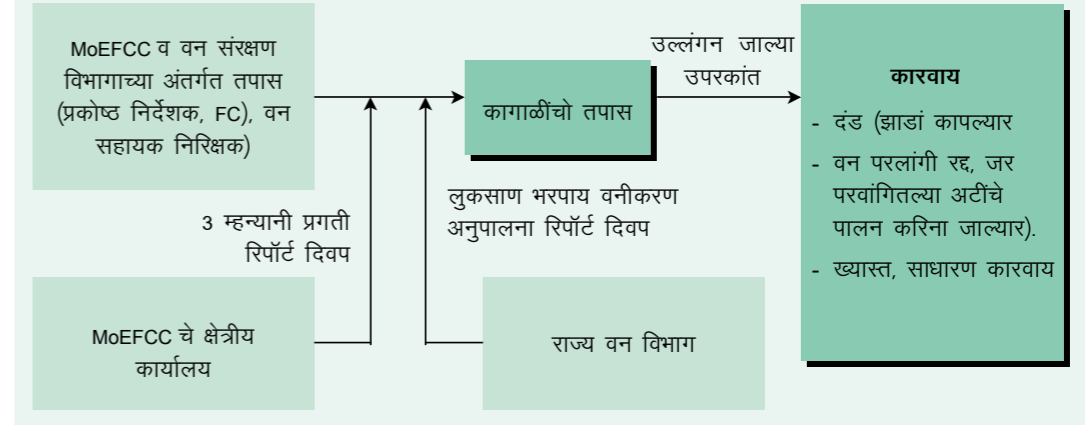 MoEFCC व वन संरक्षण
विभागाच्या अंतर्गत तपास
(प्रकोष्ठ निर्देशक, FC), वन
सहायक निरिक्षक)
कागाळींचो तपास
उल्लंगन जाल्या
उपरकांत
कारवाय
- दंड (झाडां कापल्यार
- वन परलांगी रद्द, जर
परवांगितल्या अटींचे
पालन करिना जाल्यार).
- ख्यास्त, साधारण कारवाय
3 म्हन्यानी प्रगती
रिपॉर्ट दिवप
लुकसाण भरपाय वनीकरण
अनुपालना रिपॉर्ट दिवप
MoEFCC चे क्षेत्रीय
कार्यालय
राज्य वन विभाग